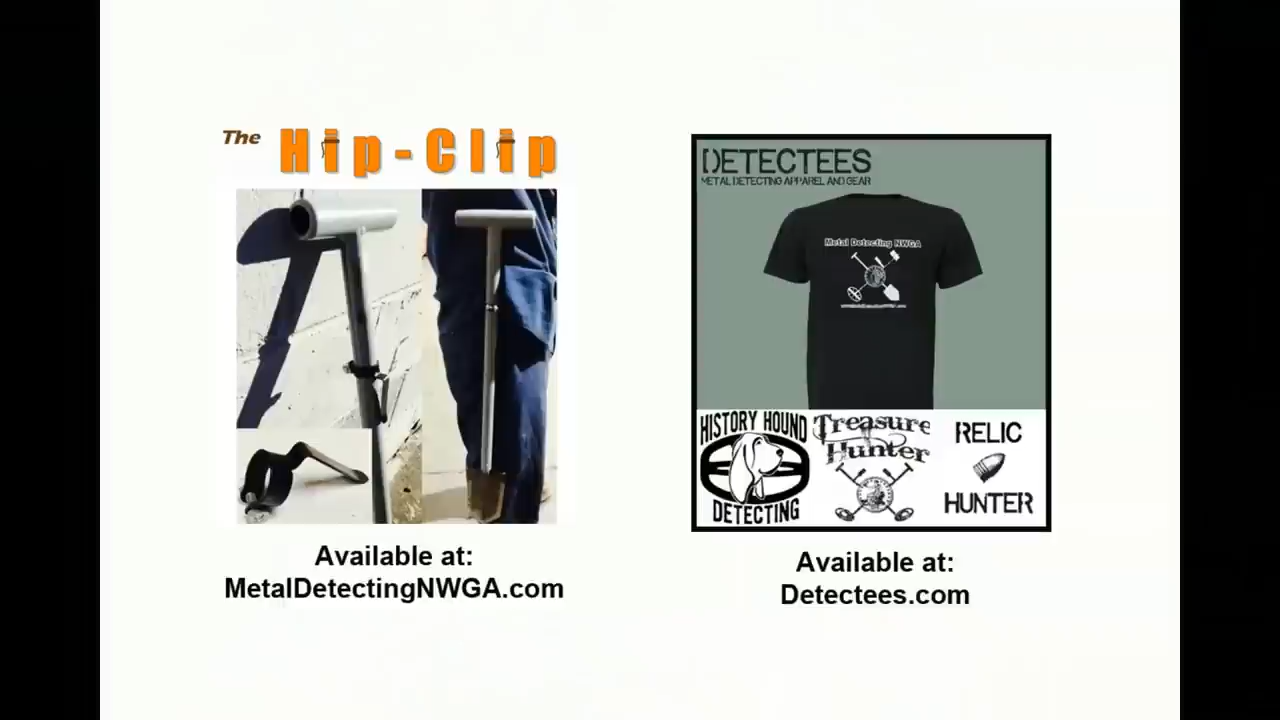 The Hip-Clip
Available at:
MetalDetectingNWGA.com
DETECTEES
METAL DETECTING APPAREL AND GEAR
Metal Detecting NWGA
HISTORY HOUND
DETECTING
Treasure
Hunter
RELIC
HUNTER
Available at:
Detectees.com